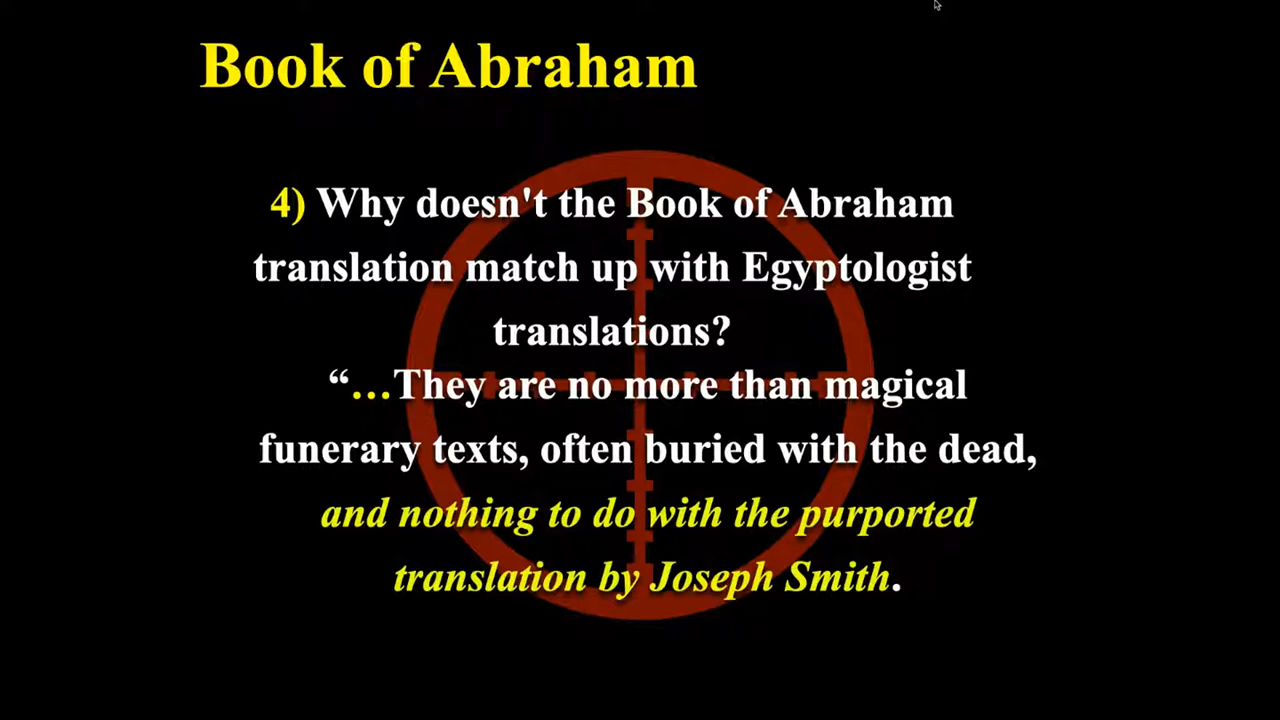 Book of Abraham
4) Why doesn't the Book of Abraham
translation match up with Egyptologist
translations?
“…They are no more than magical
funerary texts, often buried with the dead,
and nothing to do with the purported
translation by Joseph Smith.